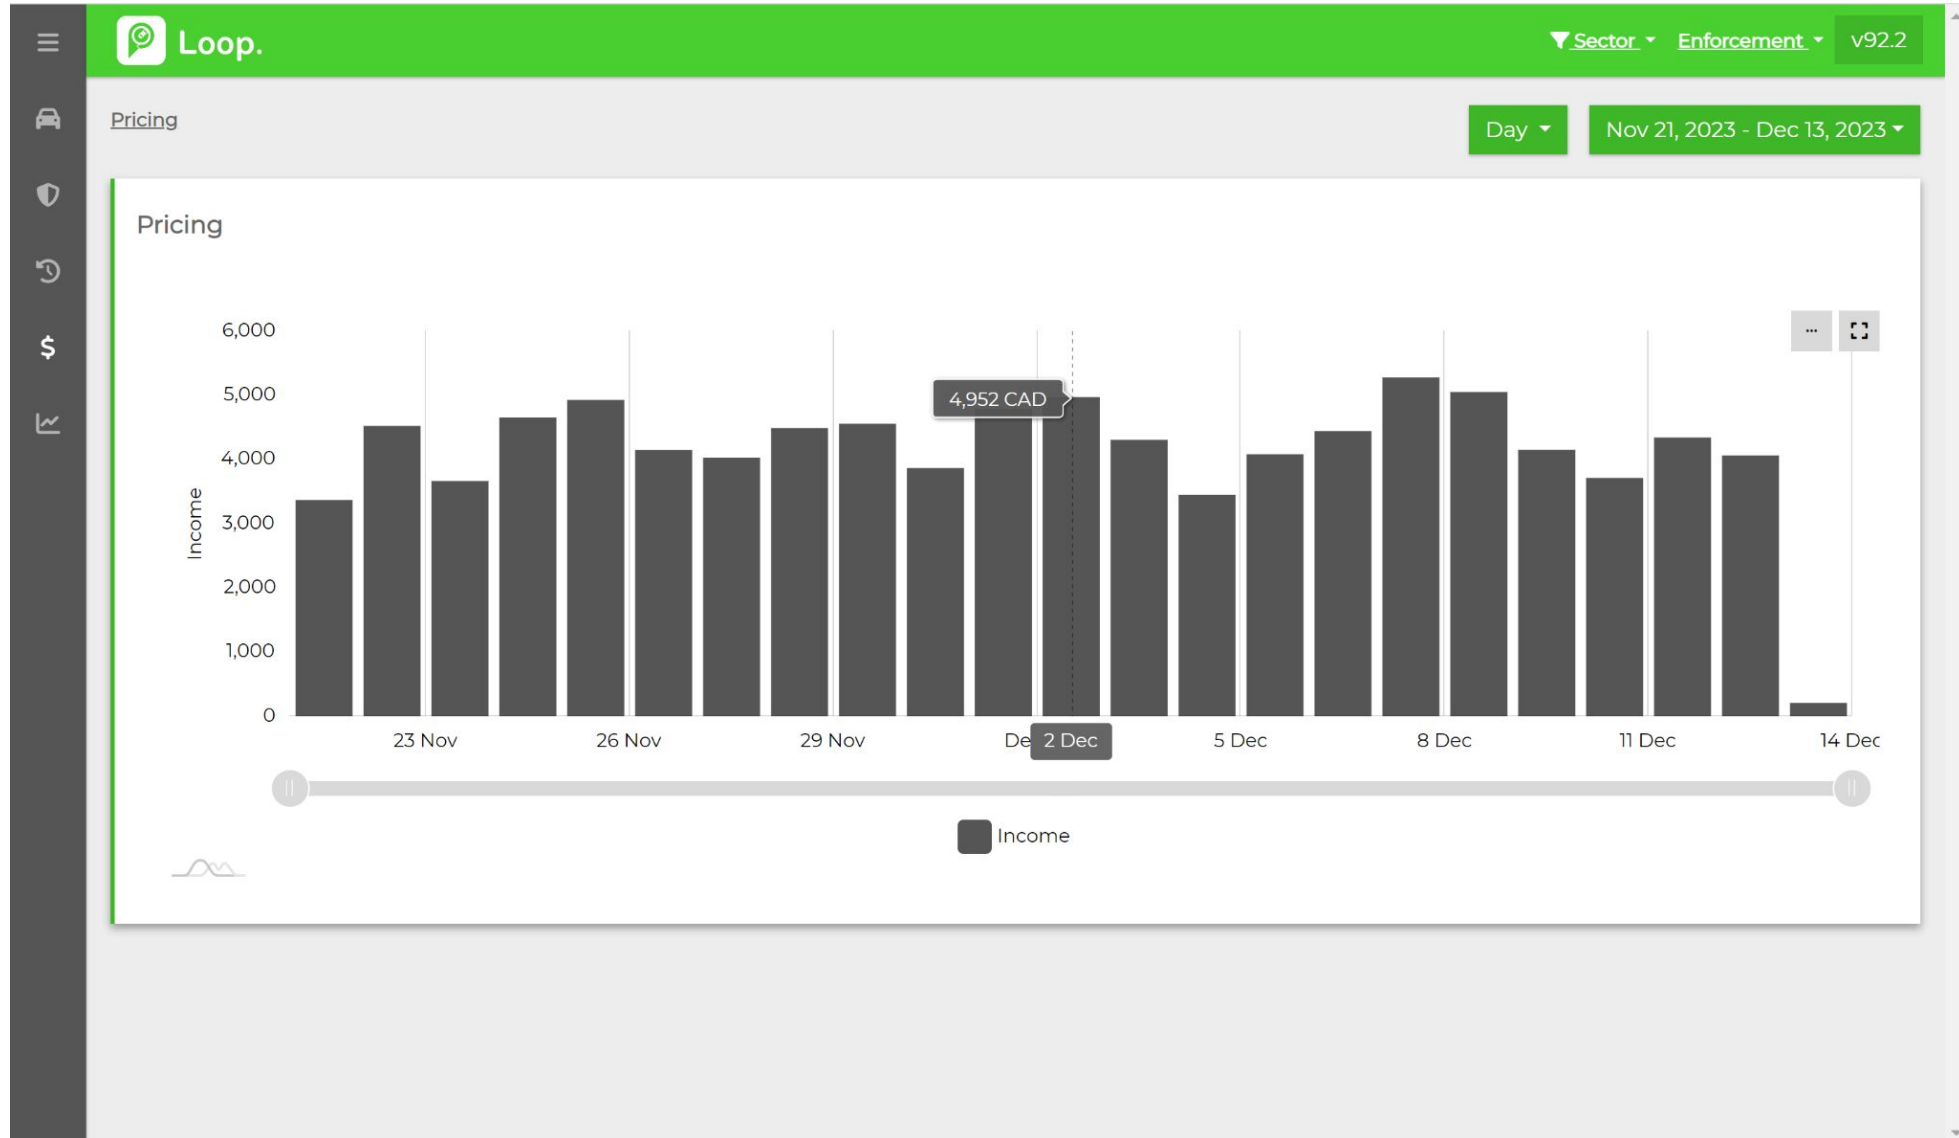 Loop.
Sector
Enforcement
v92.2
Pricing
Day
Nov 21, 2023 - Dec 13, 2023
Pricing
...
6,000
5,000
4,000
3,000
2,000
1,000
0
Income
4,952 CAD
23 Nov
26 Nov
29 Nov
De
2 Dec
5 Dec
8 Dec
11 Dec
14 Dec
Income